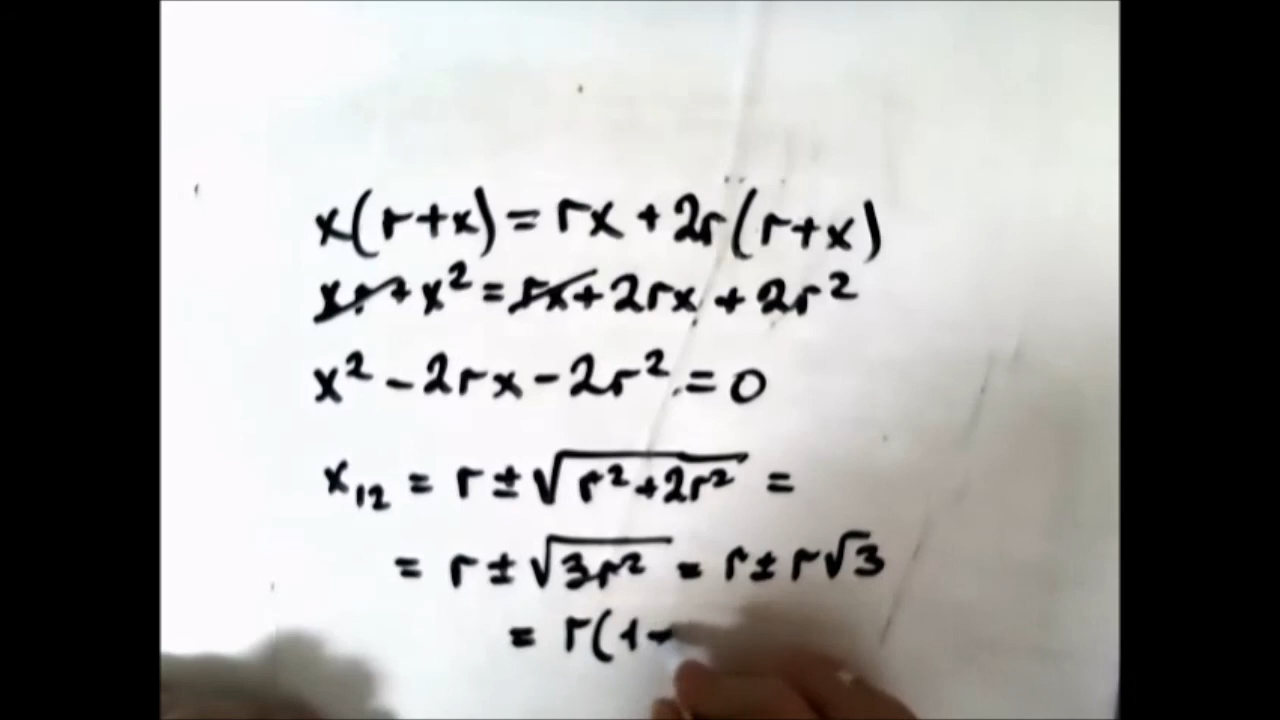 x(r+x)=rx+2r(r+x)
xr+x²=rx+2rx+2r²
x²-2rx-2r²=0
x₁₂=r±√(r²+2r²)=
=r±√(3r²)=r±r√3
=r(1